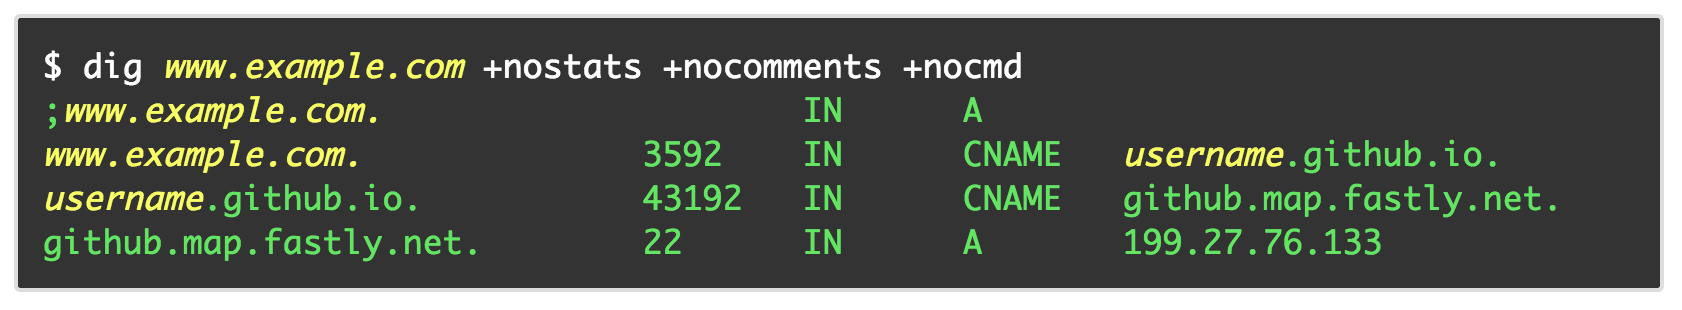 $ dig www.example.com +nostats +nocomments +nocmd
;www.example.com. IN A
www.example.com. 3592 IN CNAME username.github.io.
username.github.io. 43192 IN CNAME github.map.fastly.net.
github.map.fastly.net. 22 IN A 199.27.76.133